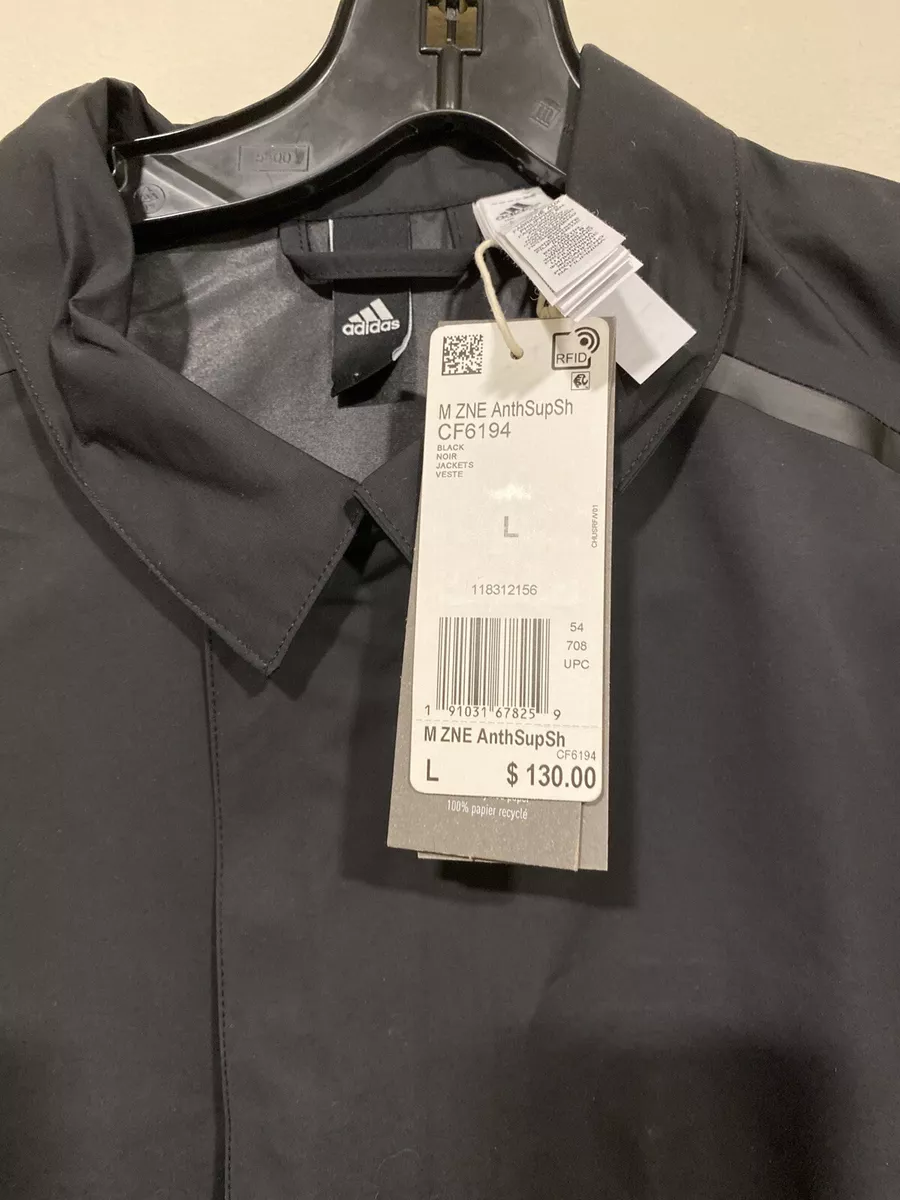 adidas
RFID
M ZNE AnthSupSh
CF6194
BLACK
NOIR
JACKETS
VESTE
L
CHUSRFW01
118312156
54
708
UPC
1 91031 67825 9
M ZNE AnthSupSh
CF6194
L $ 130.00
100% papier recyclé